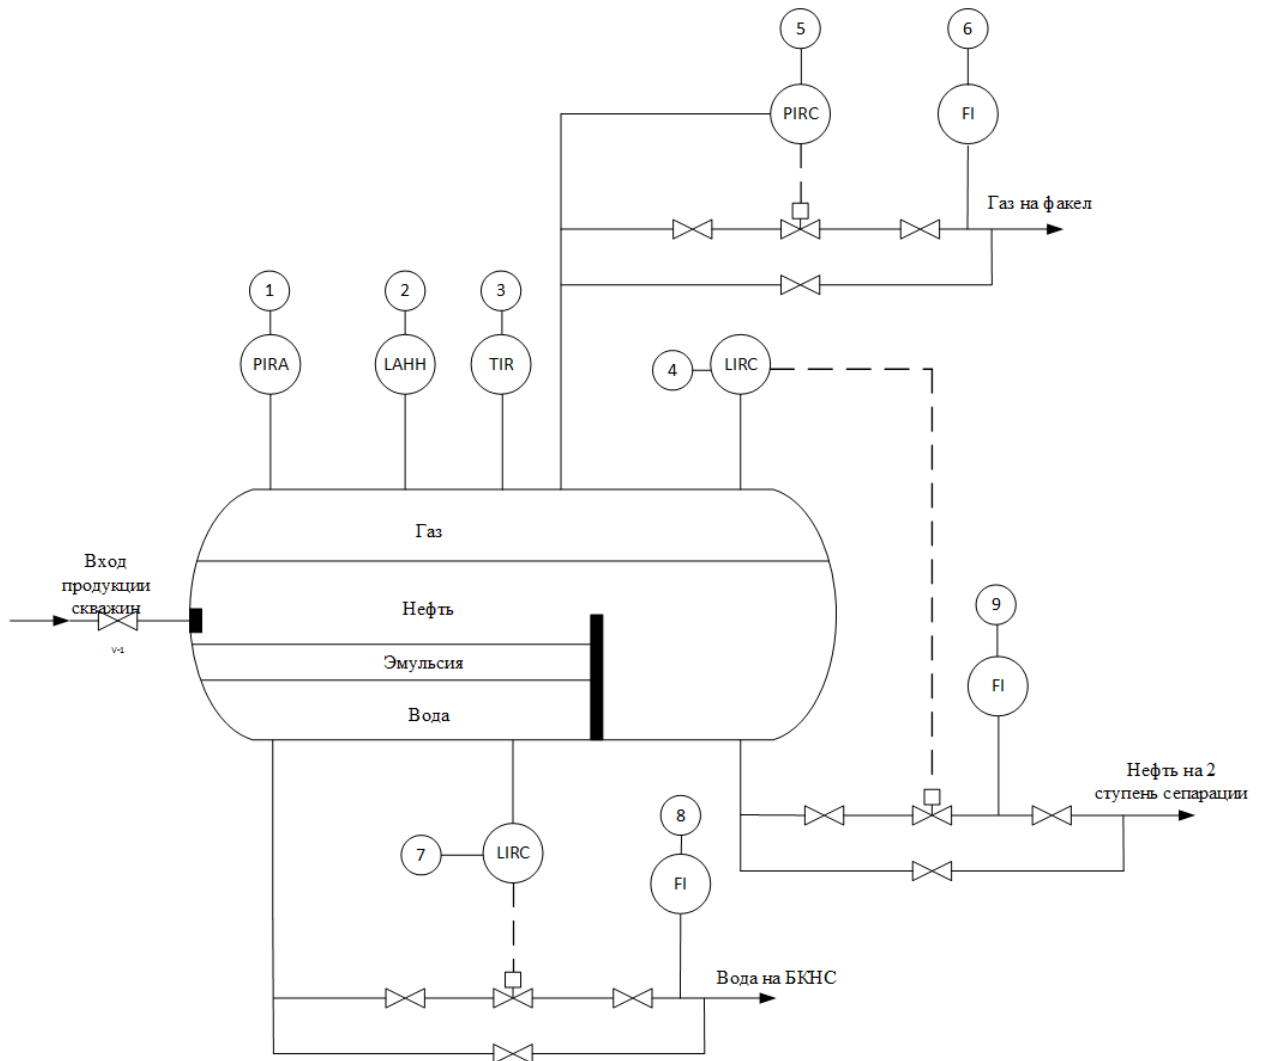 5
6
PIRC
FI
Газ на факел
1
2
3
PIRA
LAHH
TIR
4
LIRC
Газ
Вход
продукции
скважин
V-1
Нефть
Эмульсия
Вода
9
FI
Нефть на 2
ступень сепарации
8
7
LIRC
FI
Вода на БКНС